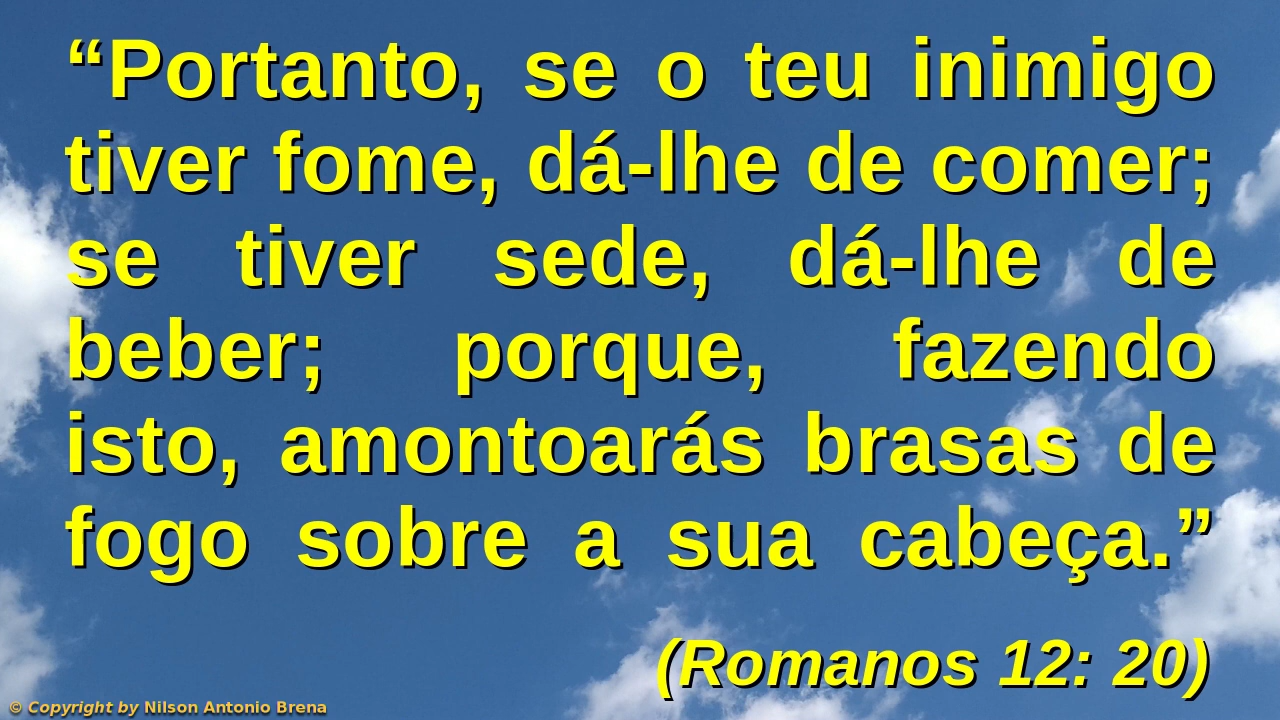 “Portanto, se o teu inimigo
tiver fome, dá-lhe de comer;
se tiver sede, dá-lhe de
beber; porque, fazendo
isto, amontoarás brasas de
fogo sobre a sua cabeça.”
(Romanos 12: 20)
© Copyright by Nilson Antonio Brena